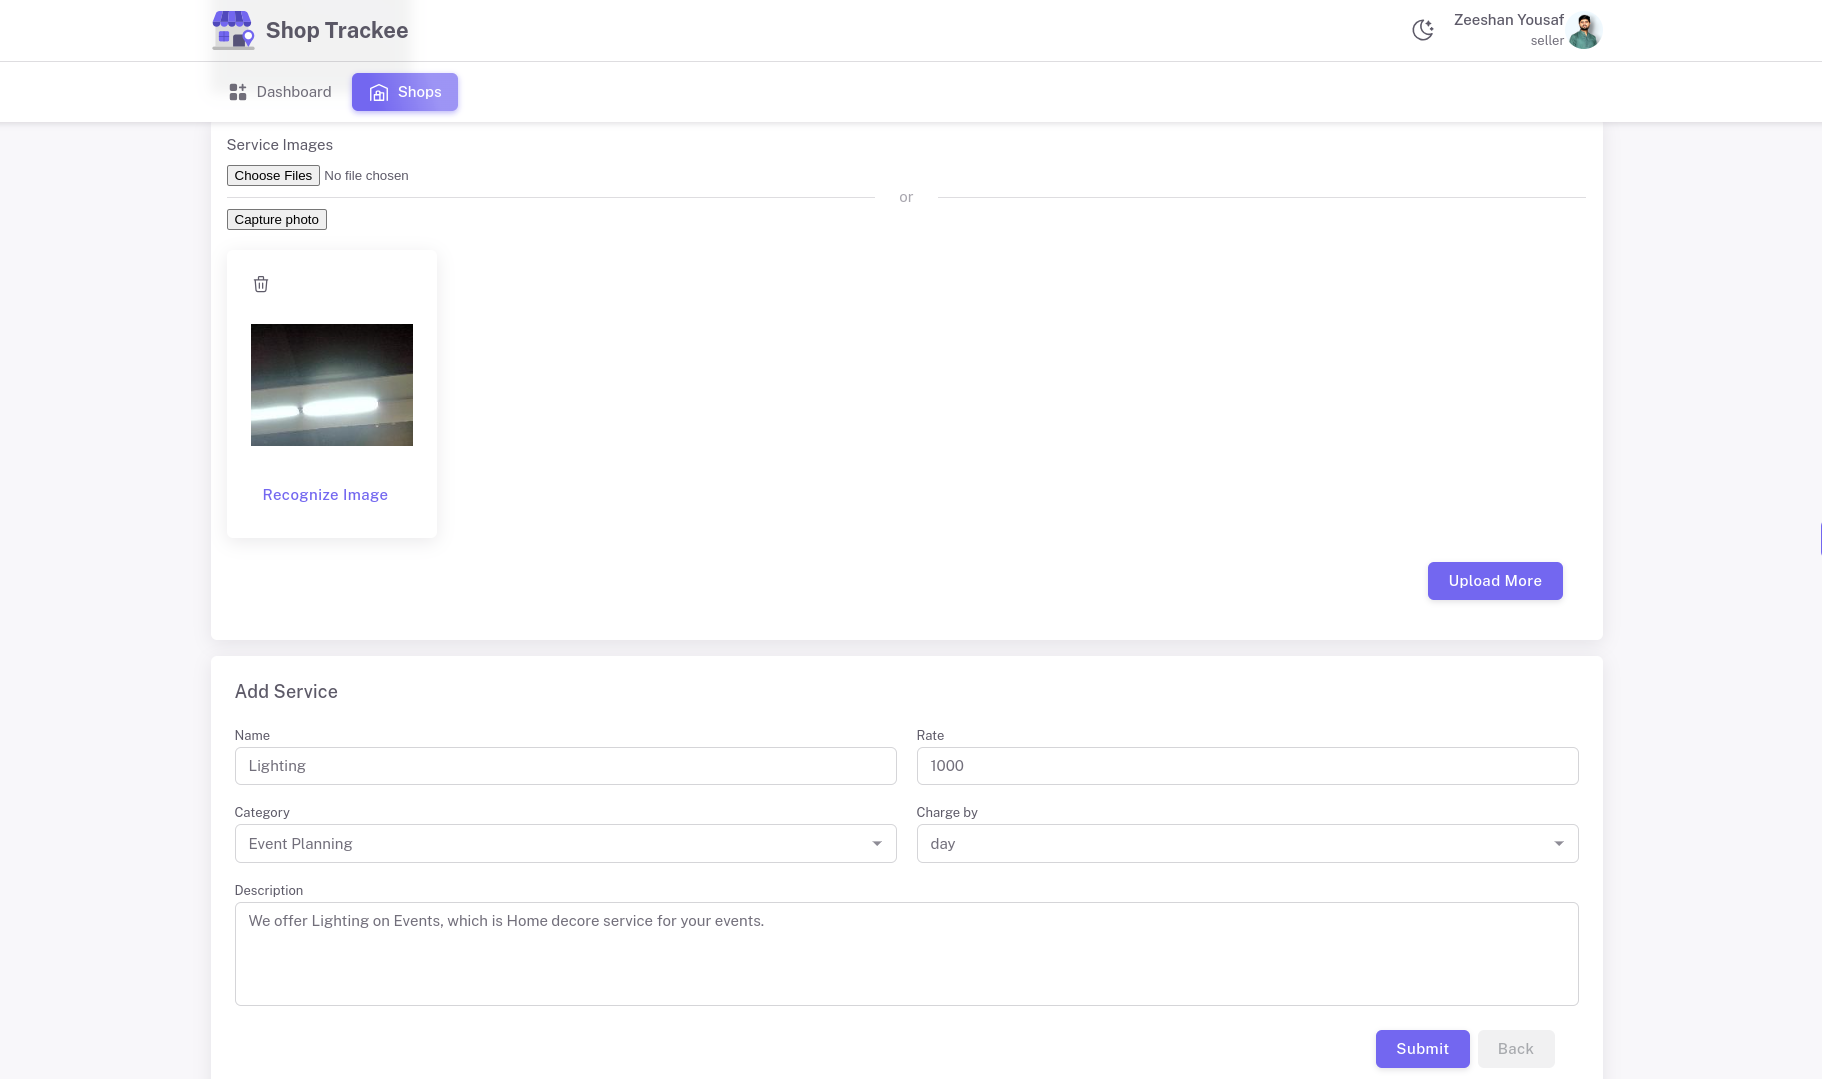 Shop Trackee
Zeeshan Yousaf
seller
Dashboard
Shops
Service Images
Choose Files No file chosen
or
Capture photo
Recognize Image
Upload More
Add Service
Name
Rate
Lighting
1000
Category
Charge by
Event Planning
day
Description
We offer Lighting on Events, which is Home decore service for your events.
Submit
Back